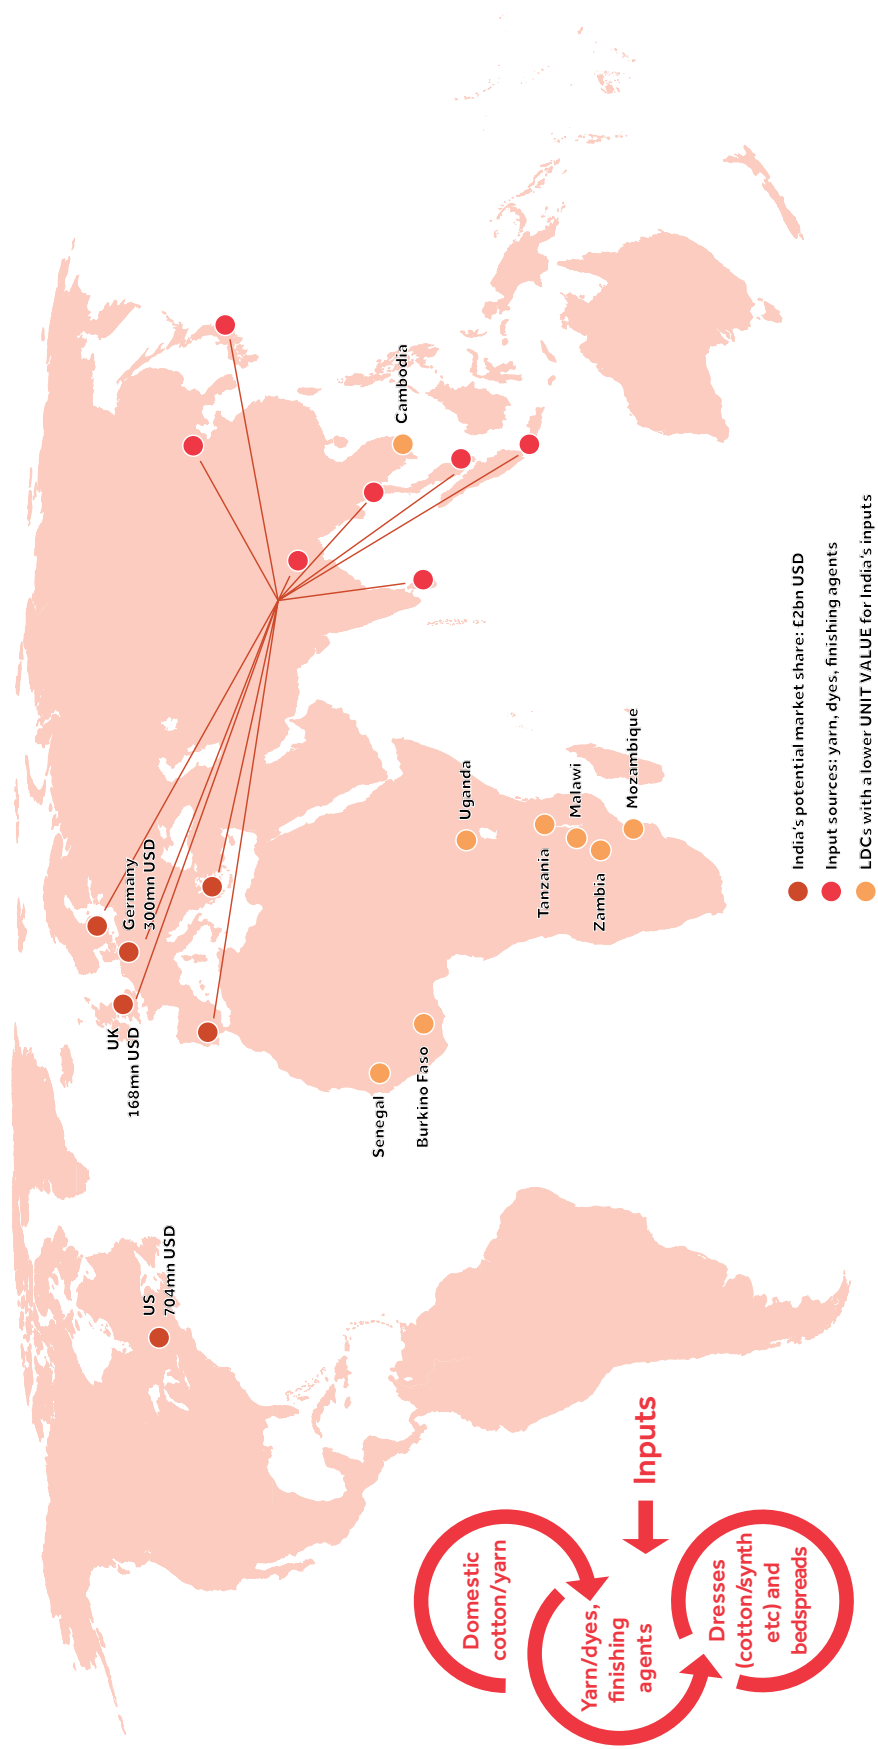 US
704mn USD
UK
168mn USD
Germany
300mn USD
Senegal
Burkino Faso
Cambodia
Uganda
Tanzania
Malawi
Zambia
Mozambique
Domestic
cotton/yarn
Yarn/dyes,
finishing
agents
Inputs
Dresses
(cotton/synth
etc) and
bedspreads
India's potential market share: £2bn USD
Input sources: yarn, dyes, finishing agents
LDCs with a lower UNIT VALUE for India's inputs